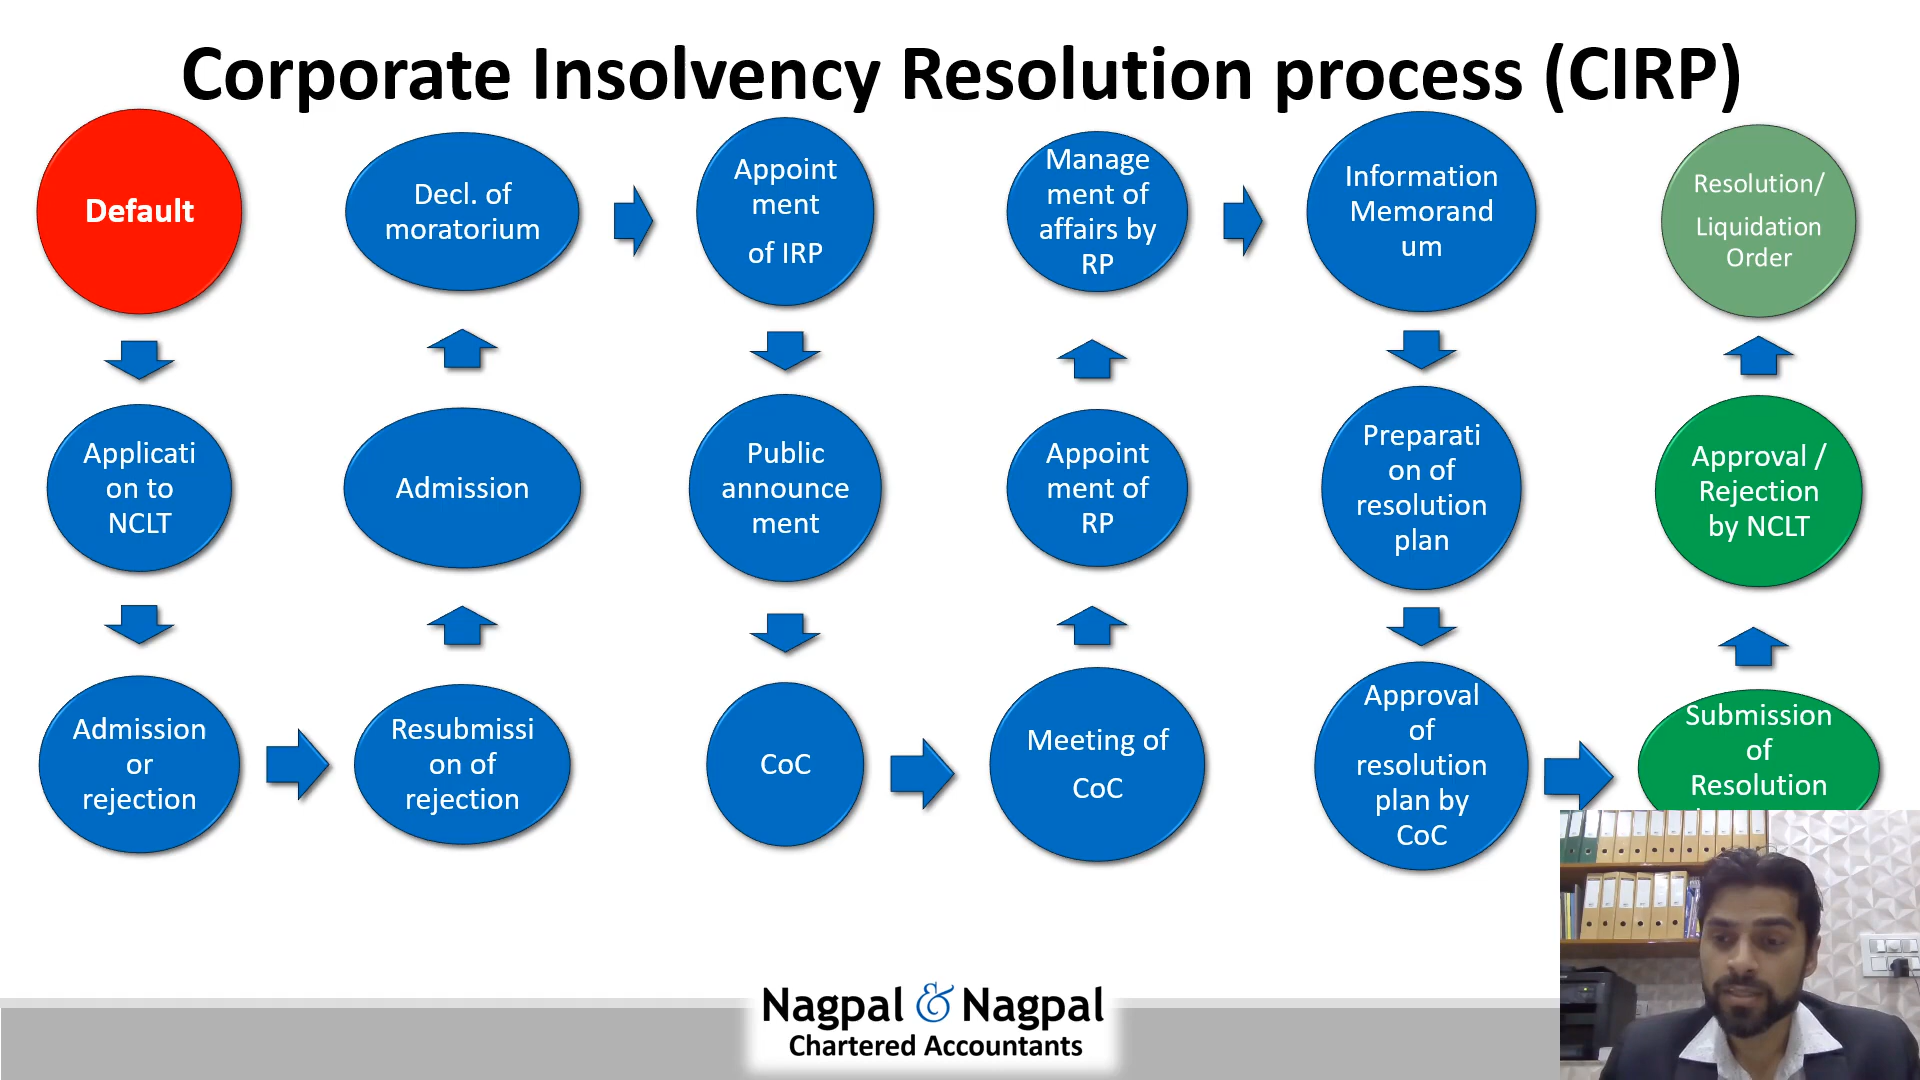 Corporate Insolvency Resolution process (CIRP)
Default
Applicati
on to
NCLT
Admission
or
rejection
Resubmissi
on of
rejection
Admission
Decl. of
moratorium
Appoint
ment
of IRP
Public
announce
ment
CoC
Meeting of
CoC
Appoint
ment of
RP
Manage
ment of
affairs by
RP
Information
Memorand
um
Preparati
on of
resolution
plan
Approval
of
resolution
plan by
CoC
Submission
of
Resolution
Approval /
Rejection
by NCLT
Resolution/
Liquidation
Order
Nagpal & Nagpal
Chartered Accountants